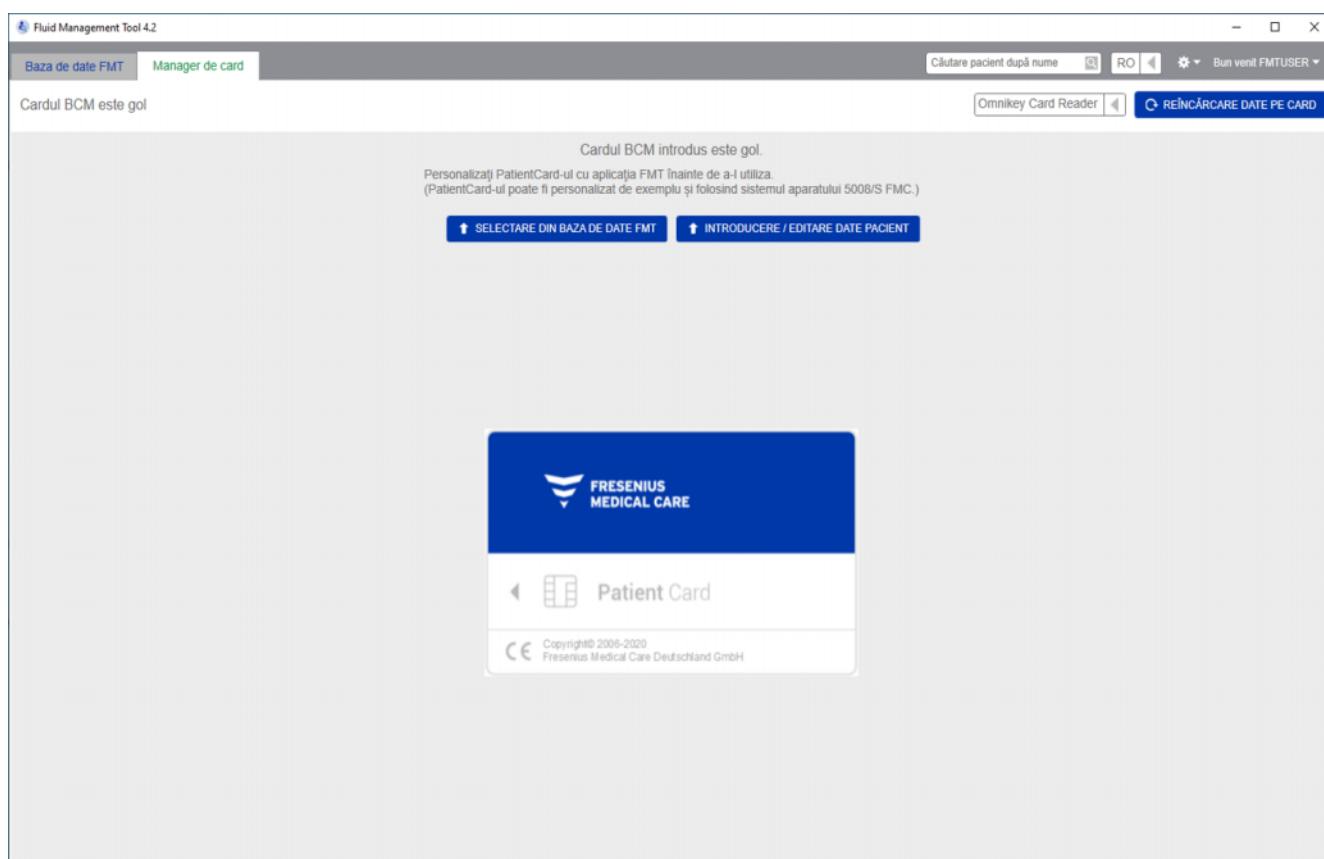 Fluid Management Tool 4.2
Baza de date FMT
Manager de card
Căutare pacient după nume
RO
Bun venit FMTUSER
Cardul BCM este gol
Omnikey Card Reader
REÎNCĂRCARE DATE PE CARD
Cardul BCM introdus este gol.
Personalizați PatientCard-ul cu aplicația FMT înainte de a-l utiliza.
(PatientCard-ul poate fi personalizat de exemplu și folosind sistemul aparatului 5008/S FMC.)
SELECTARE DIN BAZA DE DATE FMT
INTRODUCERE / EDITARE DATE PACIENT
FRESENIUS
MEDICAL CARE
Patient Card
CE
Copyright© 2006-2020
Fresenius Medical Care Deutschland GmbH